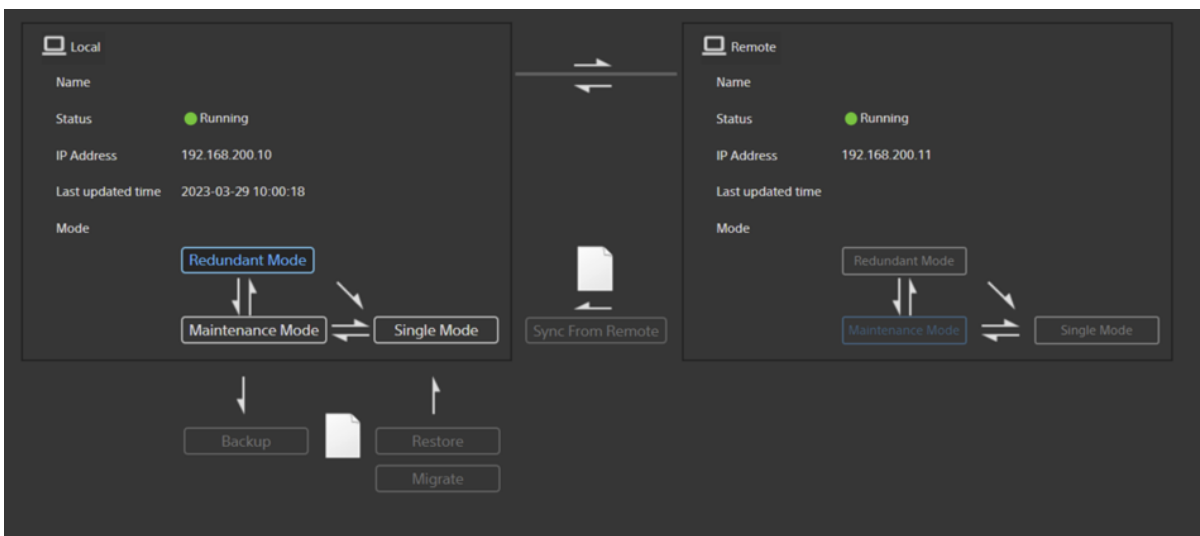 Local
Name
Status Running
IP Address 192.168.200.10
Last updated time 2023-03-29 10:00:18
Mode
Redundant Mode
Maintenance Mode Single Mode
Backup
Restore
Migrate
Sync From Remote
Remote
Name
Status Running
IP Address 192.168.200.11
Last updated time
Mode
Redundant Mode
Maintenance Mode Single Mode